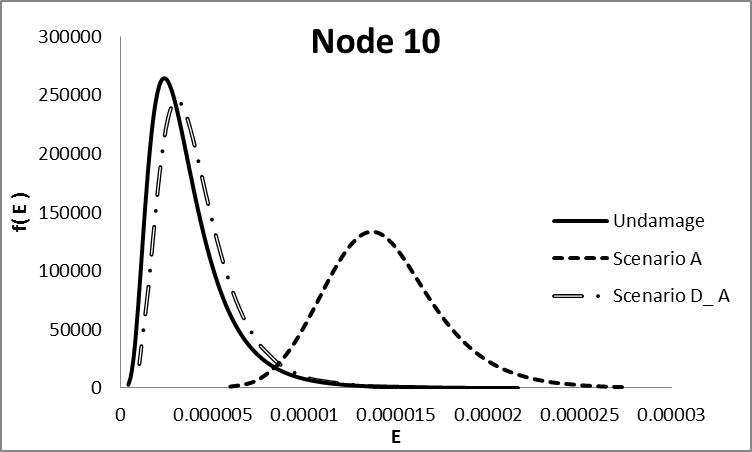 Node 10
300000
250000
200000
150000
100000
50000
0
f( E )
Undamage
Scenario A
Scenario D_ A
0
0.000005
0.00001
0.000015
0.00002
0.000025
0.00003
E